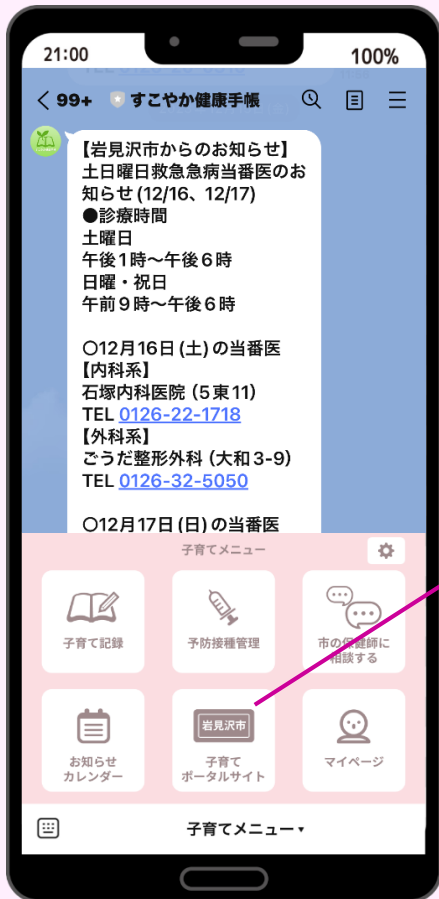 21:00
100%
99+
すこやか健康手帳
【岩見沢市からのお知らせ】
土日曜日救急急病当番医のお
知らせ(12/16、12/17)
●診療時間
土曜日
午後1時〜午後6時
日曜・祝日
午前9時〜午後6時
○12月16日(土)の当番医
【内科系】
石塚内科医院(5東11)
TEL 0126-22-1718
【外科系】
ごうだ整形外科(大和3-9)
TEL 0126-32-5050
○12月17日(日)の当番医
子育てメニュー
子育て記録
予防接種管理
市の保健師に
相談する
お知らせ
カレンダー
岩見沢市
子育て
ポータルサイト
マイページ
子育てメニュー▾